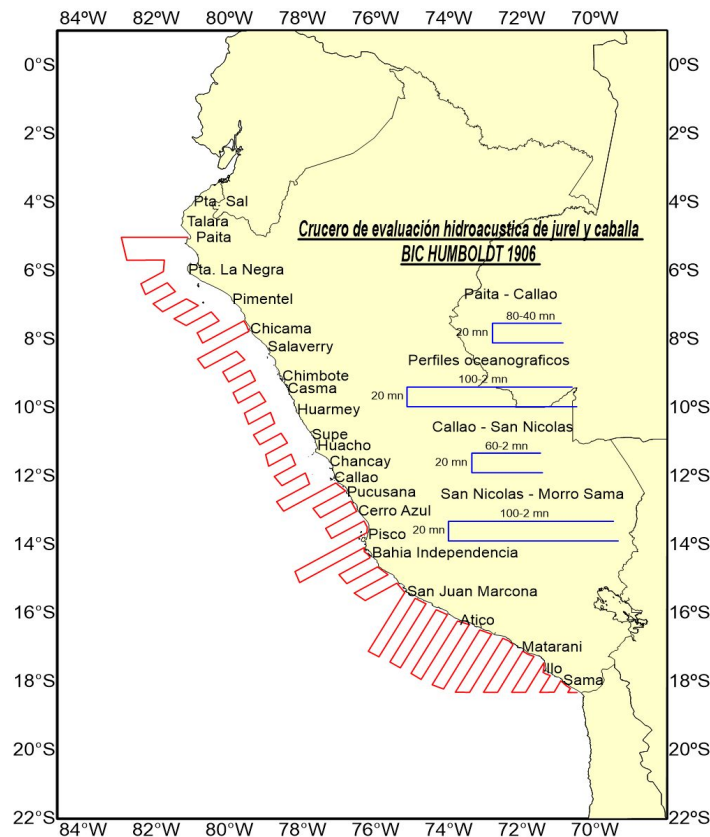 84°W 82°W 80°W 78°W 76°W 74°W 72°W 70°W
0°S 0°S
2°S 2°S
4°S 4°S
Pta. Sal
Talara
Paita
Crucero de evaluación hidroacustica de jurel y caballa
BIC HUMBOLDT 1906
6°S 6°S
Pta. La Negra
Pimentel
Paita - Callao
80-40 mn
20 mn
8°S 8°S
Chicama
Salaverry
Perfiles oceanograficos
100-2 mn
20 mn
Chimbote
Casma
10°S 10°S
Huarmey
Callao - San Nicolas
60-2 mn
20 mn
Supe
Huacho
12°S 12°S
Chancay
Callao
Pucusana
San Nicolas - Morro Sama
100-2 mn
20 mn
Cerro Azul
Pisco
14°S 14°S
Bahia Independencia
San Juan Marcona
16°S 16°S
Atico
Matarani
Ilo
Sama
18°S 18°S
20°S 20°S
22°S 22°S
84°W 82°W 80°W 78°W 76°W 74°W 72°W 70°W